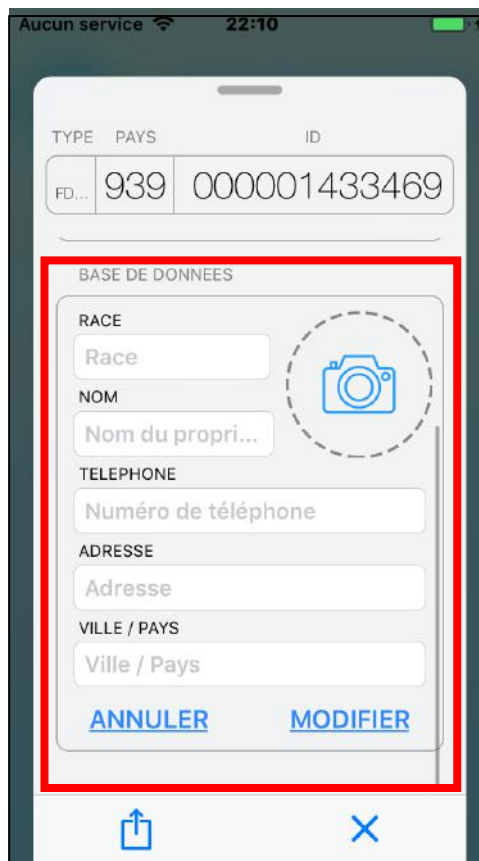 Aucun service 22:10
TYPE PAYS ID
FD... 939 000001433469
BASE DE DONNEES
RACE
Race
NOM
Nom du propri...
TELEPHONE
Numéro de téléphone
ADRESSE
Adresse
VILLE / PAYS
Ville / Pays
ANNULER MODIFIER